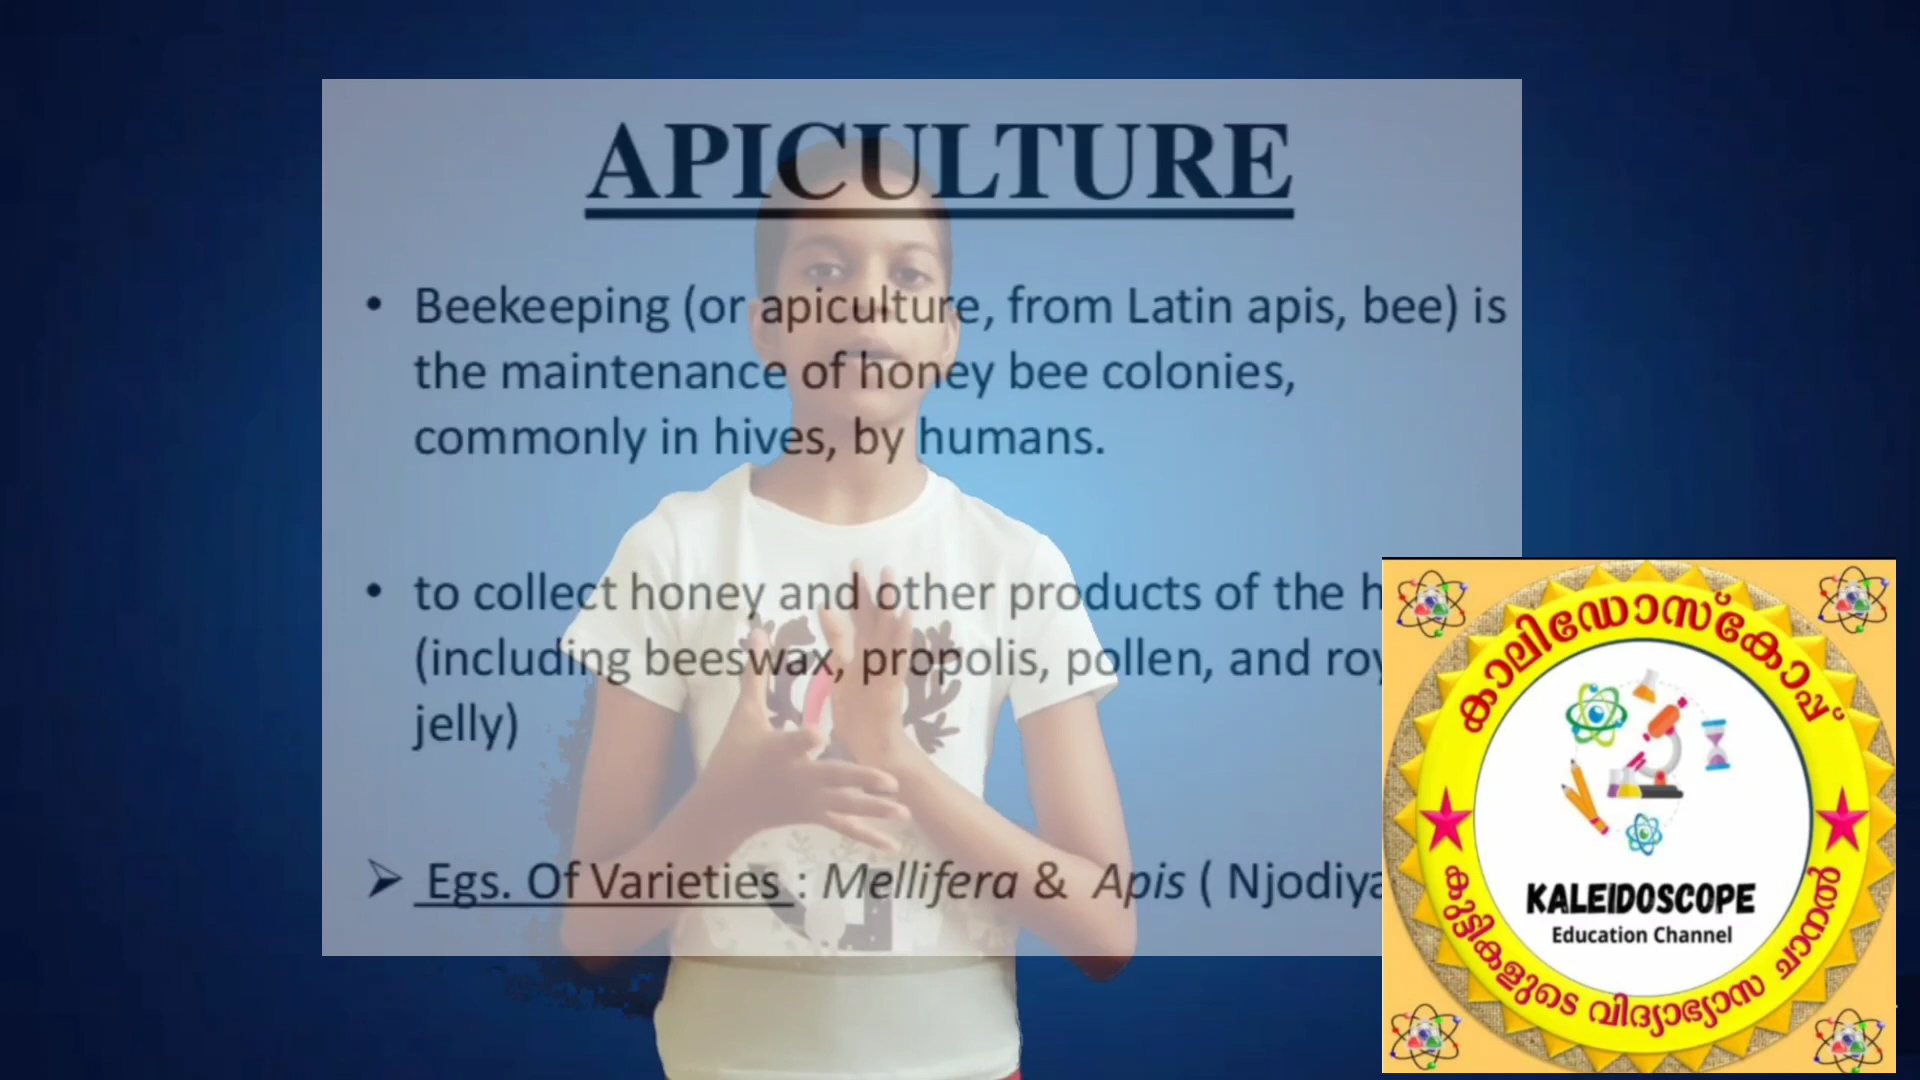 APICULTURE
• Beekeeping (or apiculture, from Latin apis, bee) is
the maintenance of honey bee colonies,
commonly in hives, by humans.
• to collect honey and other products of the h
(including beeswax, propolis, pollen, and roy
jelly)
➢ Egs. Of Varieties : Mellifera & Apis ( Njodiya
കാലിഡോസ്കോപ്പ്
KALEIDOSCOPE
Education Channel
കുട്ടികളുടെ വിദ്യാഭ്യാസ ചാനൽ